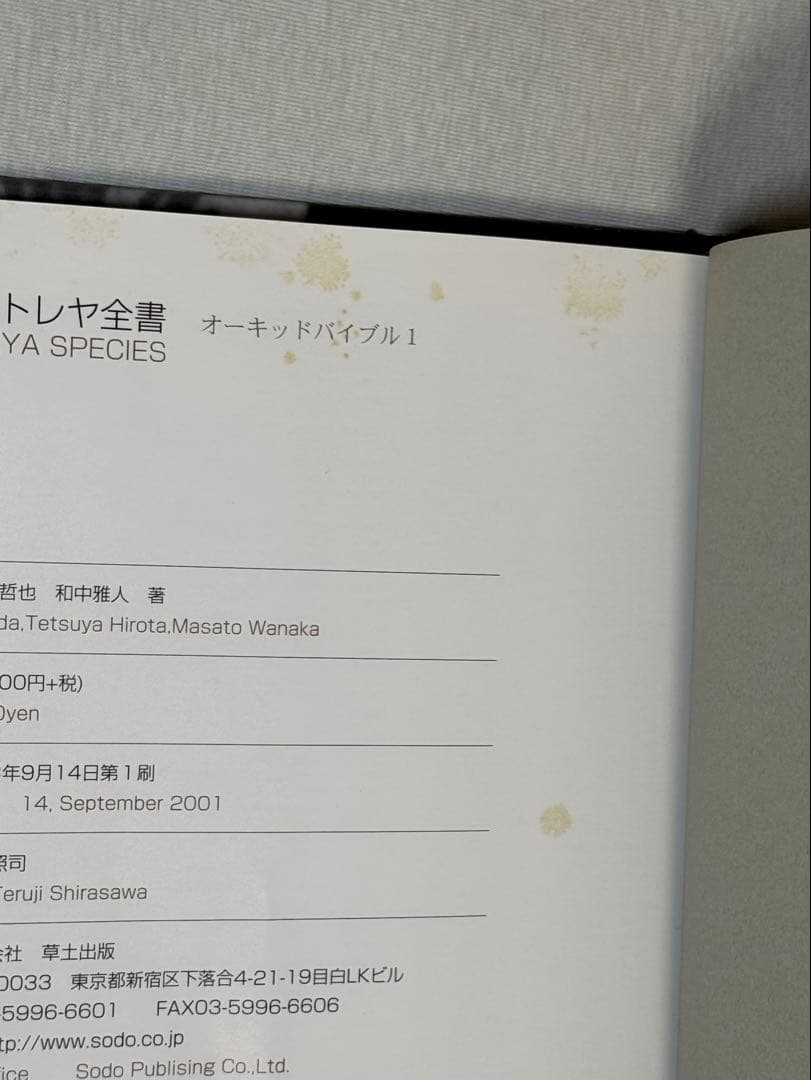 トレヤ全書 オーキッドバイブル1
YA SPECIES
哲也 和中雅人 著
da,Tetsuya Hirota,Masato Wanaka
00円+税)
Oyen
年9月14日第1刷
14, September 2001
照司
Teruji Shirasawa
会社 草土出版
0033 東京都新宿区下落合4-21-19目白LKビル
-5996-6601 FAX03-5996-6606
tp://www.sodo.co.jp
fice Sodo Publising Co.,Ltd.